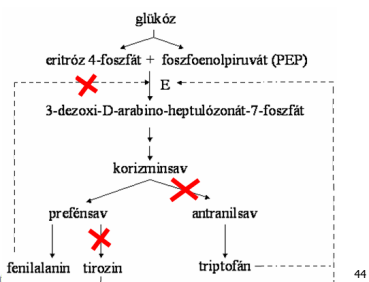 glükóz
eritróz 4-foszfát + foszfoenolpiruvát (PEP)
E
3-dezoxi-D-arabino-heptulózonát-7-foszfát
korizminsav
prefénsav antranilsav
fenilalanin tirozin triptofán
44